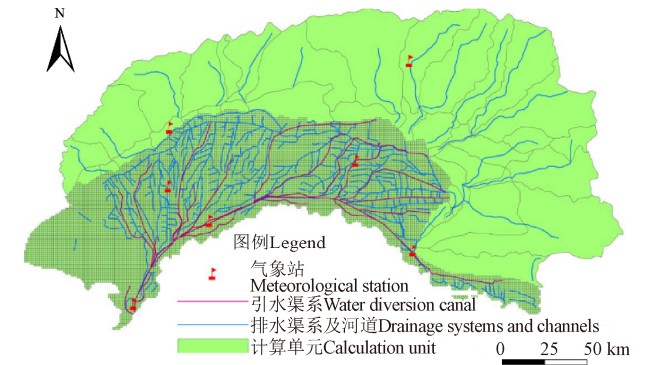 N
图例Legend
气象站
Meteorological station
引水渠系Water diversion canal
排水渠系及河道Drainage systems and channels
计算单元Calculation unit
0 25 50 km